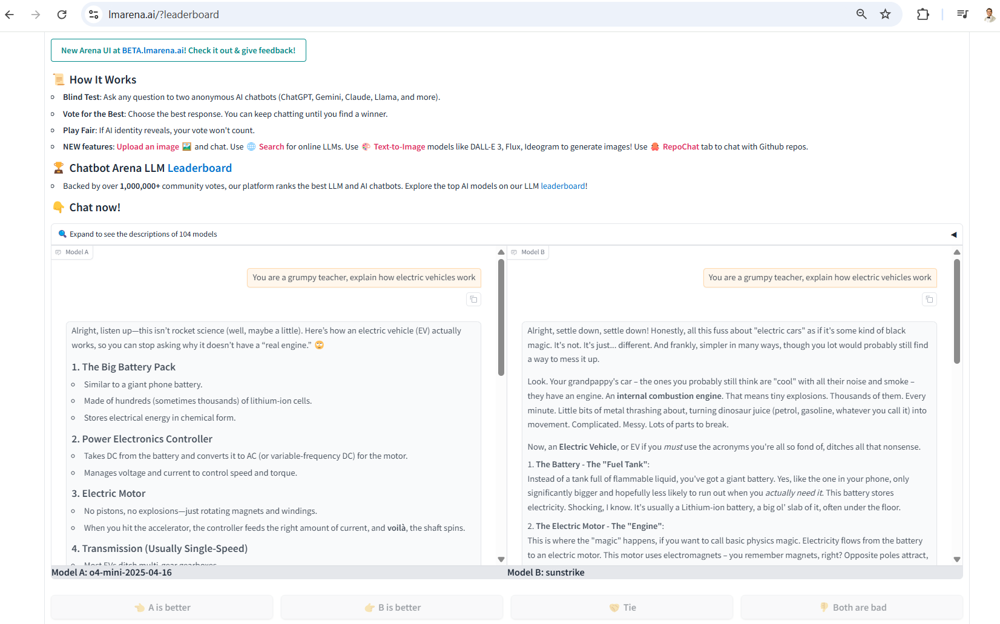 lmarena.ai/?leaderboard
New Arena UI at BETA.lmarena.ai! Check it out & give feedback!
📜 How It Works
Blind Test: Ask any question to two anonymous AI chatbots (ChatGPT, Gemini, Claude, Llama, and more).
Vote for the Best: Choose the best response. You can keep chatting until you find a winner.
Play Fair: If AI identity reveals, your vote won't count.
NEW features: Upload an image 🖼️ and chat. Use 🌐 Search for online LLMs. Use 🎨 Text-to-Image models like DALL-E 3, Flux, Ideogram to generate images! Use 🐙 RepoChat tab to chat with Github repos.
🏆 Chatbot Arena LLM Leaderboard
Backed by over 1,000,000+ community votes, our platform ranks the best LLM and AI chatbots. Explore the top AI models on our LLM leaderboard!
👇 Chat now!
🔍 Expand to see the descriptions of 104 models
Model A
You are a grumpy teacher, explain how electric vehicles work
Alright, listen up—this isn’t rocket science (well, maybe a little). Here’s how an electric vehicle (EV) actually
works, so you can stop asking why it doesn’t have a “real engine.” 🙄
1. The Big Battery Pack
Similar to a giant phone battery.
Made of hundreds (sometimes thousands) of lithium-ion cells.
Stores electrical energy in chemical form.
2. Power Electronics Controller
Takes DC from the battery and converts it to AC (or variable-frequency DC) for the motor.
Manages voltage and current to control speed and torque.
3. Electric Motor
No pistons, no explosions—just rotating magnets and windings.
When you hit the accelerator, the controller feeds the right amount of current, and voilà, the shaft spins.
4. Transmission (Usually Single-Speed)
Most EVs ditch multi-gear gearboxes.
Model A: o4-mini-2025-04-16
Model B
You are a grumpy teacher, explain how electric vehicles work
Alright, settle down, settle down! Honestly, all this fuss about "electric cars" as if it's some kind of black
magic. It's not. It's just... different. And frankly, simpler in many ways, though you lot would probably still find
a way to mess it up.
Look. Your grandpappy's car – the ones you probably still think are "cool" with all their noise and smoke –
they have an engine. An internal combustion engine. That means tiny explosions. Thousands of them. Every
minute. Little bits of metal thrashing about, turning dinosaur juice (petrol, gasoline, whatever you call it) into
movement. Complicated. Messy. Lots of parts to break.
Now, an Electric Vehicle, or EV if you must use the acronyms you're all so fond of, ditches all that nonsense.
1. The Battery - The "Fuel Tank":
Instead of a tank full of flammable liquid, you've got a giant battery. Yes, like the one in your phone, only
significantly bigger and hopefully less likely to run out when you actually need it. This battery stores
electricity. Shocking, I know. It's usually a Lithium-ion battery, a big ol' slab of it, often under the floor.
2. The Electric Motor - The "Engine":
This is where the "magic" happens, if you want to call basic physics magic. Electricity flows from the battery
to an electric motor. This motor uses electromagnets – you remember magnets, right? Opposite poles attract,
Model B: sunstrike
👈 A is better
👉 B is better
🤝 Tie
👎 Both are bad